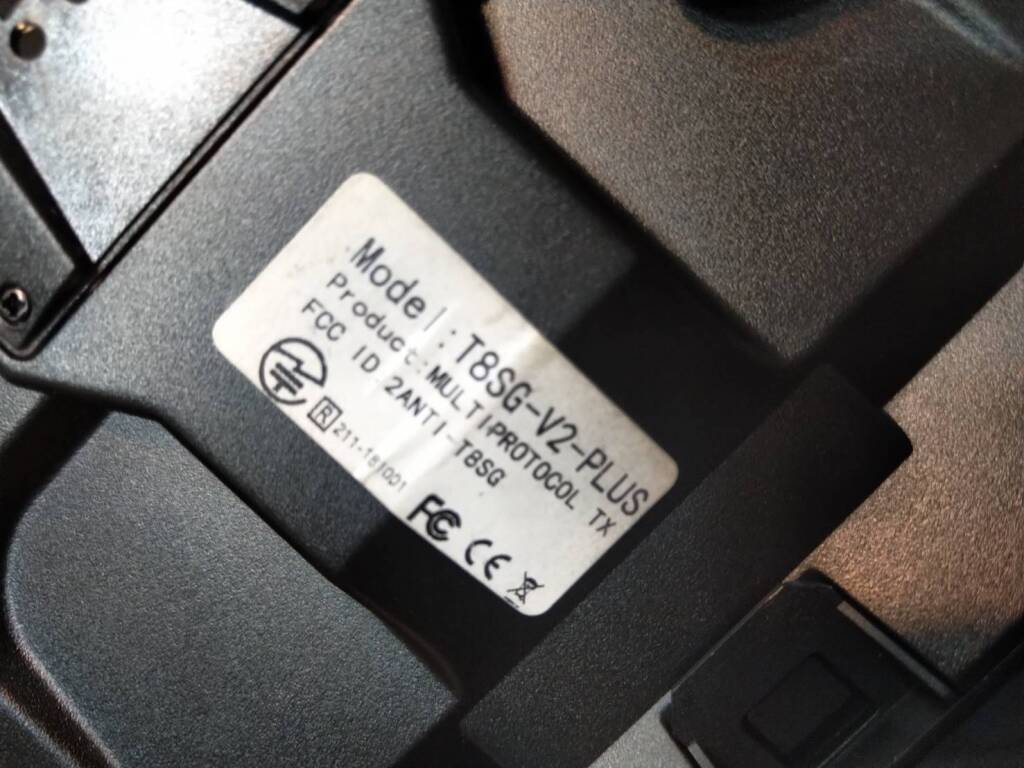 Model:T8SG-V2-PLUS
Product:MULTIPROTOCOL TX
FCC ID 2ANTI-T8SG
R 211-181001
FC CE